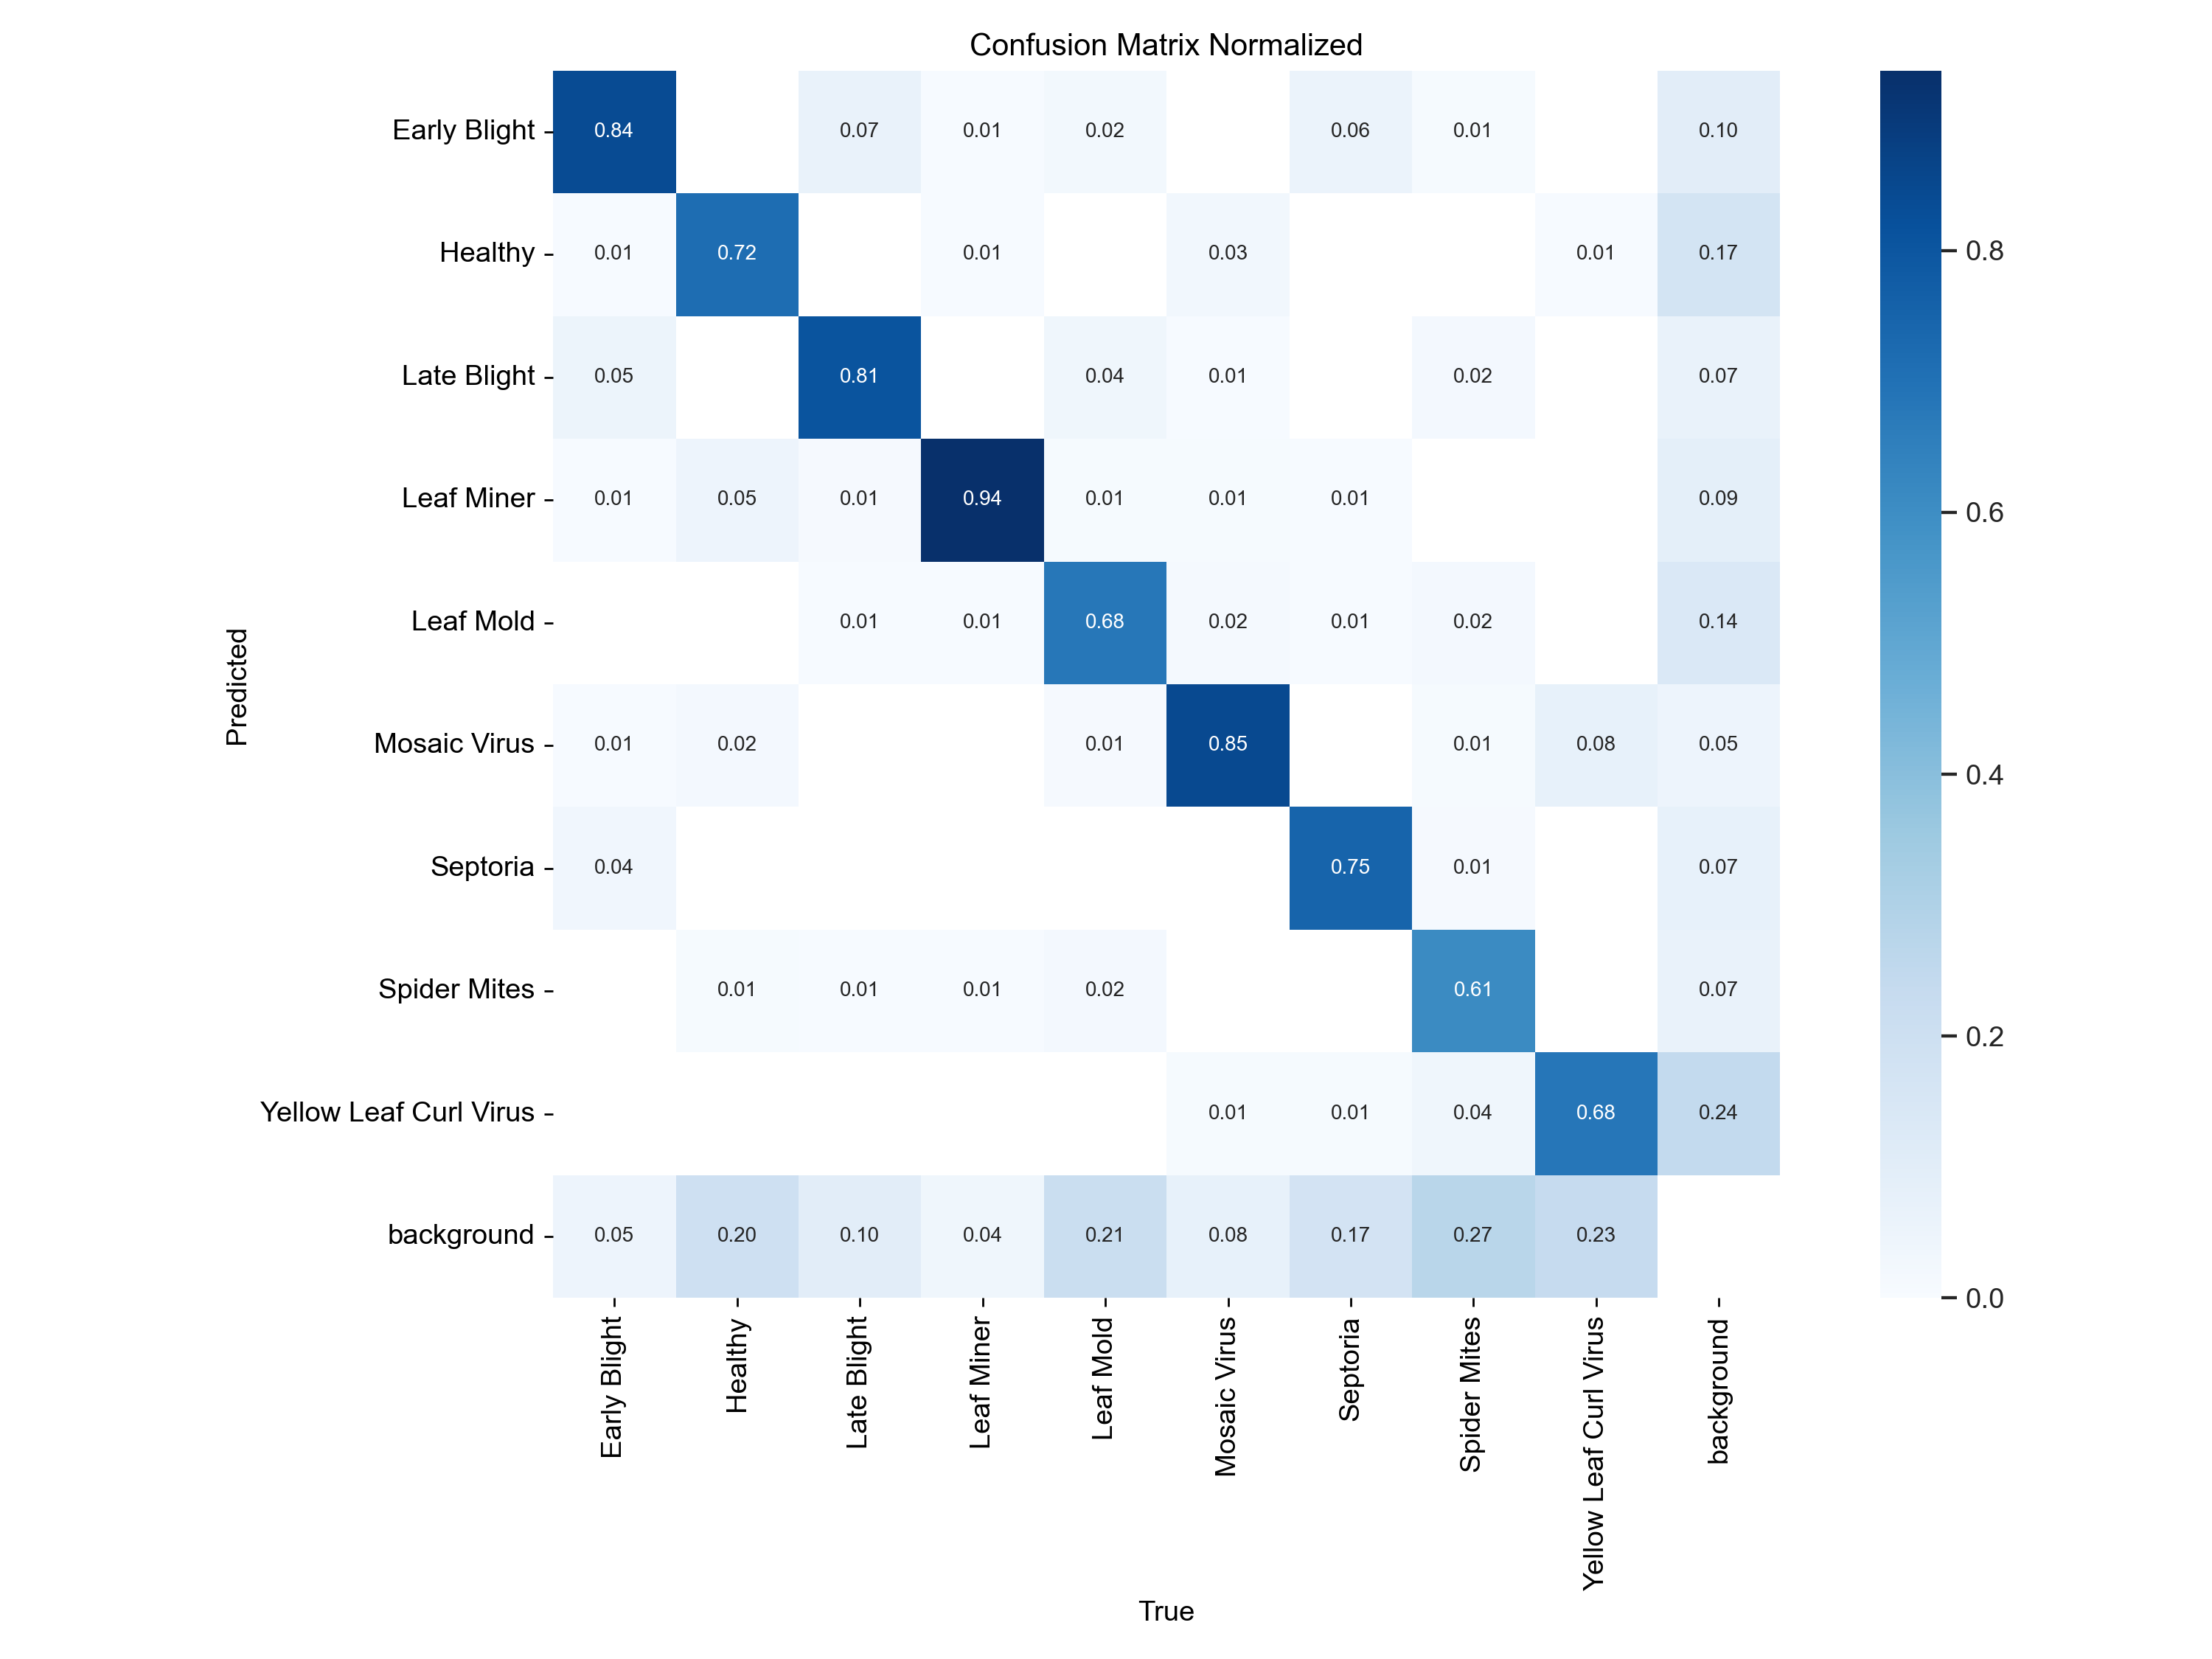 Confusion Matrix Normalized
Early Blight 0.84 0.07 0.01 0.02 0.06 0.01 0.10
Healthy 0.01 0.72 0.01 0.03 0.01 0.17 0.8
Late Blight 0.05 0.81 0.04 0.01 0.02 0.07
Leaf Miner 0.01 0.05 0.01 0.94 0.01 0.01 0.01 0.09 0.6
Leaf Mold 0.01 0.01 0.68 0.02 0.01 0.02 0.14
Predicted
Mosaic Virus 0.01 0.02 0.01 0.85 0.01 0.08 0.05 0.4
Septoria 0.04 0.75 0.01 0.07
Spider Mites 0.01 0.01 0.01 0.02 0.61 0.07 0.2
Yellow Leaf Curl Virus 0.01 0.01 0.04 0.68 0.24
background 0.05 0.20 0.10 0.04 0.21 0.08 0.17 0.27 0.23 0.0
Early Blight
Healthy
Late Blight
Leaf Miner
Leaf Mold
Mosaic Virus
Septoria
Spider Mites
Yellow Leaf Curl Virus
background
True